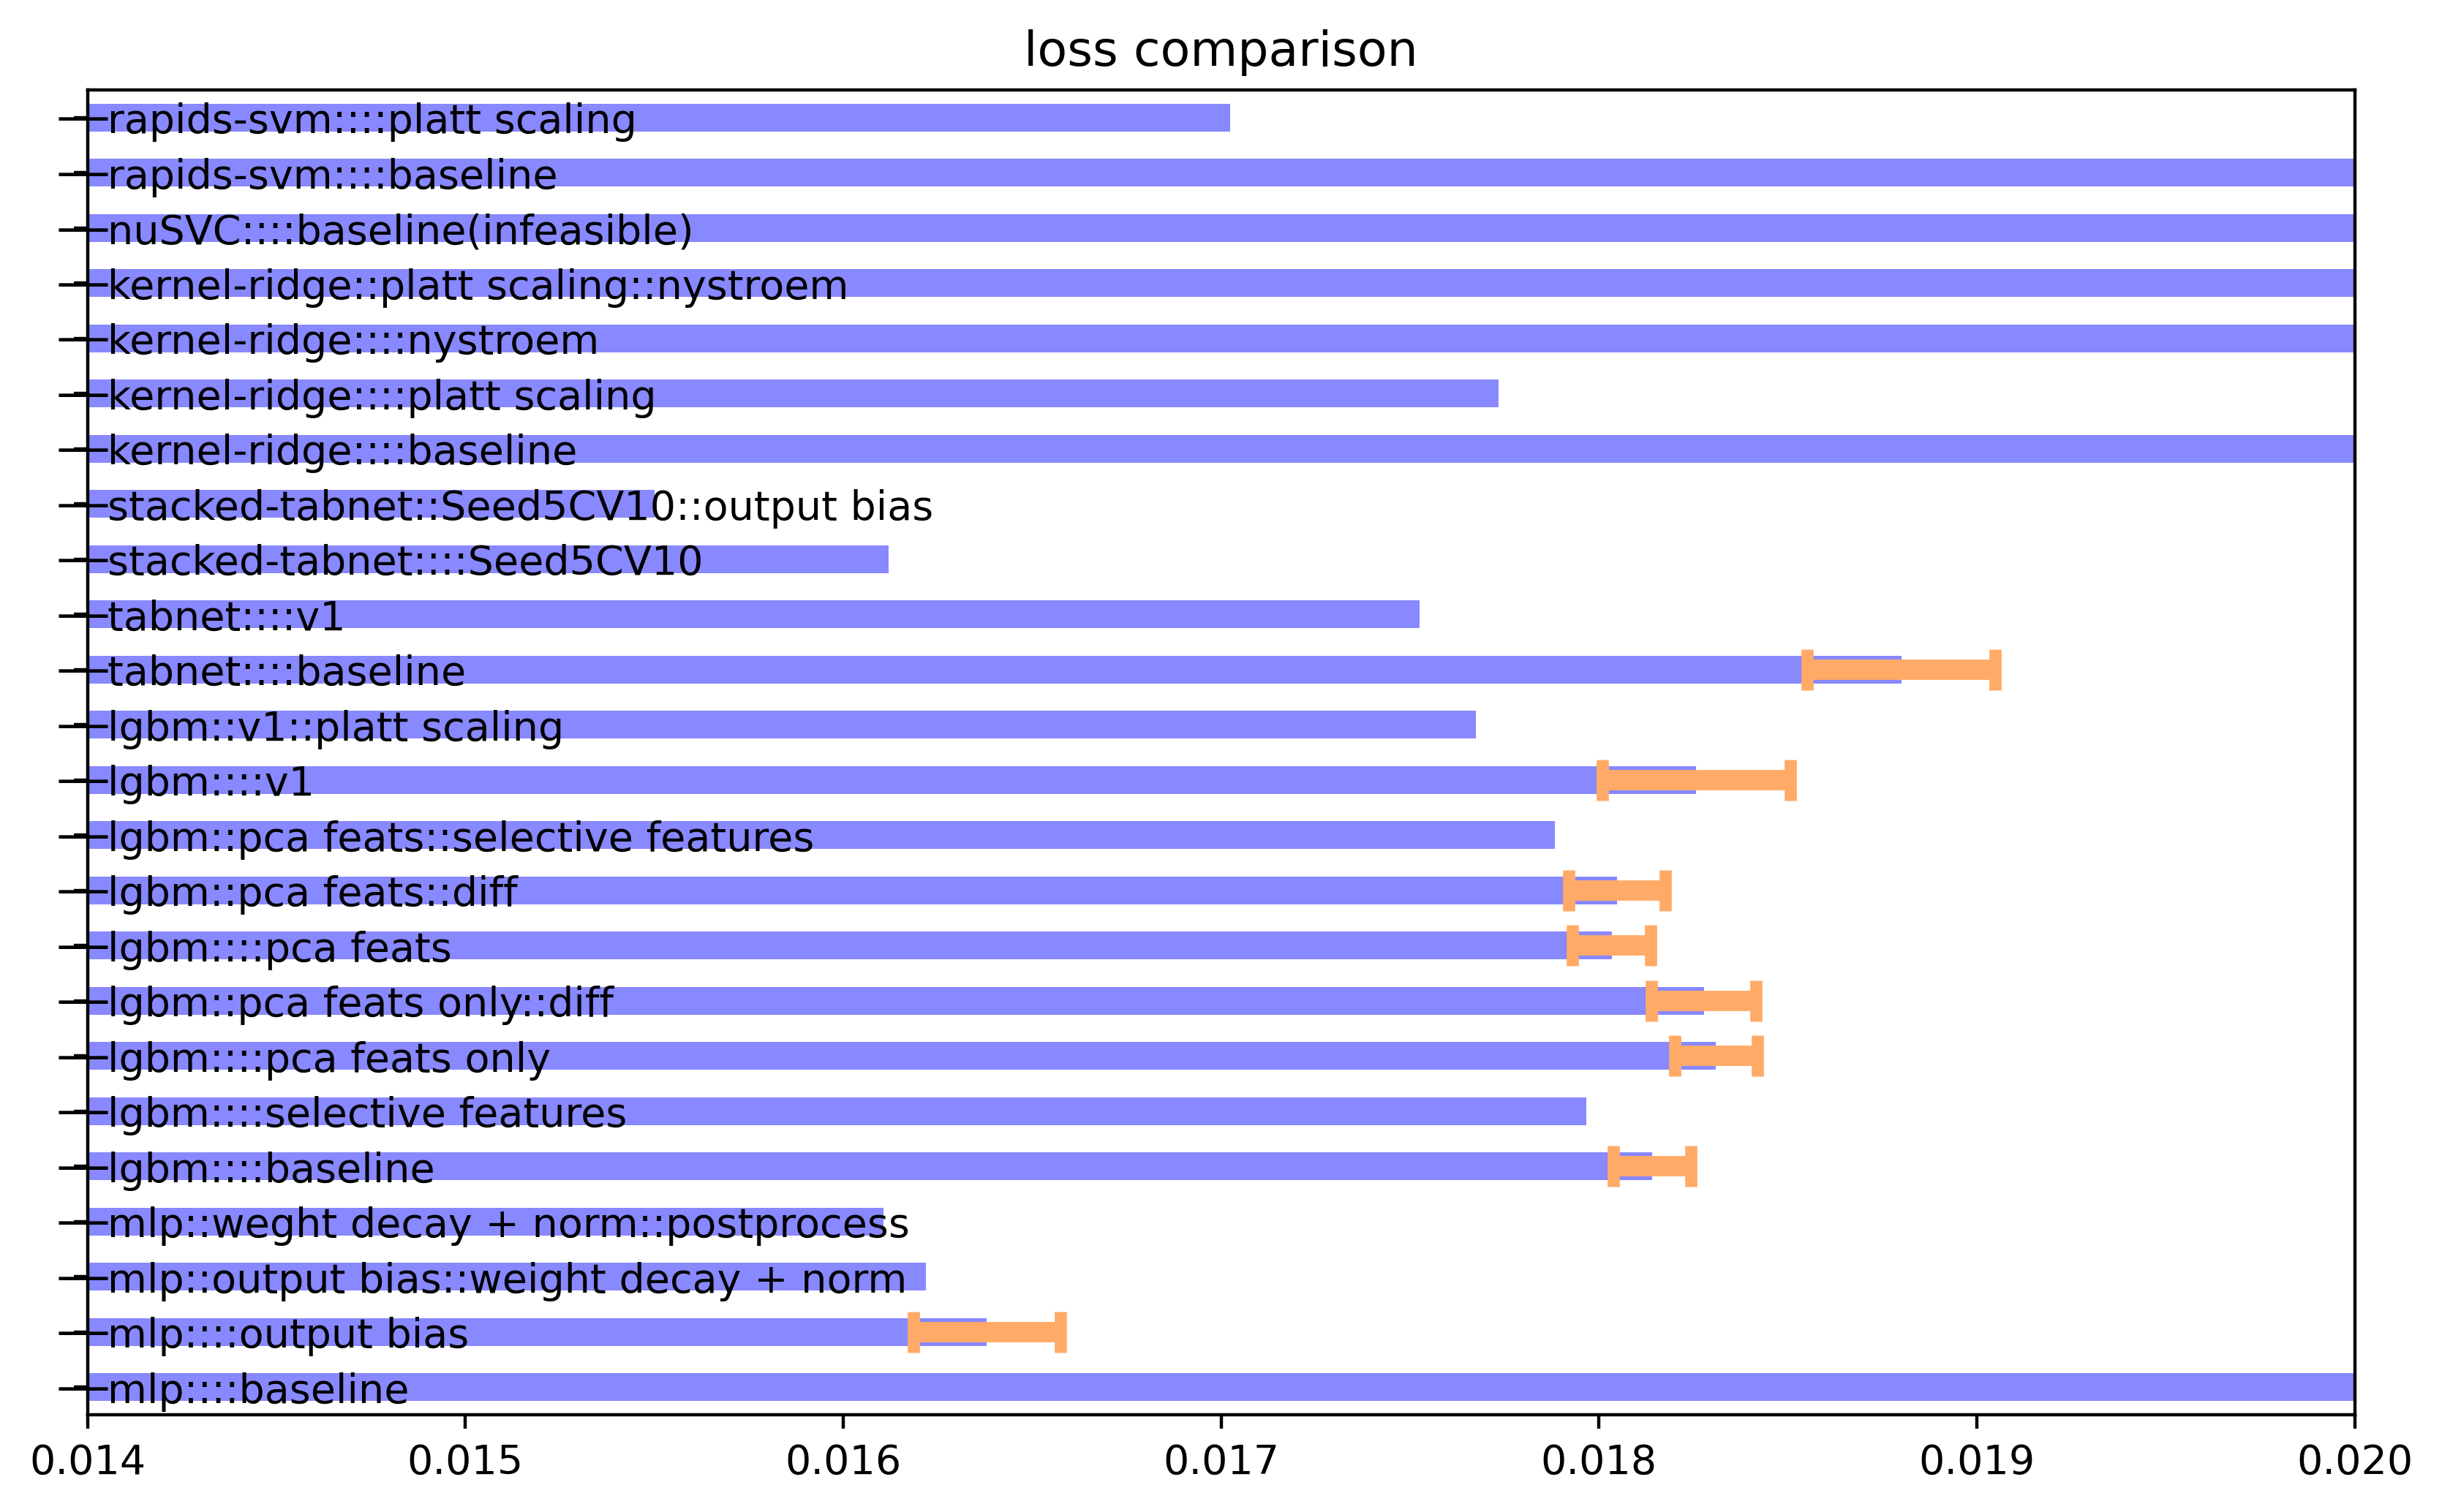 loss comparison
rapids-svm::::platt scaling
rapids-svm::::baseline
nuSVC::::baseline(infeasible)
kernel-ridge::platt scaling::nystroem
kernel-ridge::::nystroem
kernel-ridge::::platt scaling
kernel-ridge::::baseline
stacked-tabnet::Seed5CV10::output bias
stacked-tabnet::::Seed5CV10
tabnet::::v1
tabnet::::baseline
lgbm::v1::platt scaling
lgbm::::v1
lgbm::pca feats::selective features
lgbm::pca feats::diff
lgbm::::pca feats
lgbm::pca feats only::diff
lgbm::::pca feats only
lgbm::::selective features
lgbm::::baseline
mlp::weght decay + norm::postprocess
mlp::output bias::weight decay + norm
mlp::::output bias
mlp::::baseline
0.014 0.015 0.016 0.017 0.018 0.019 0.020